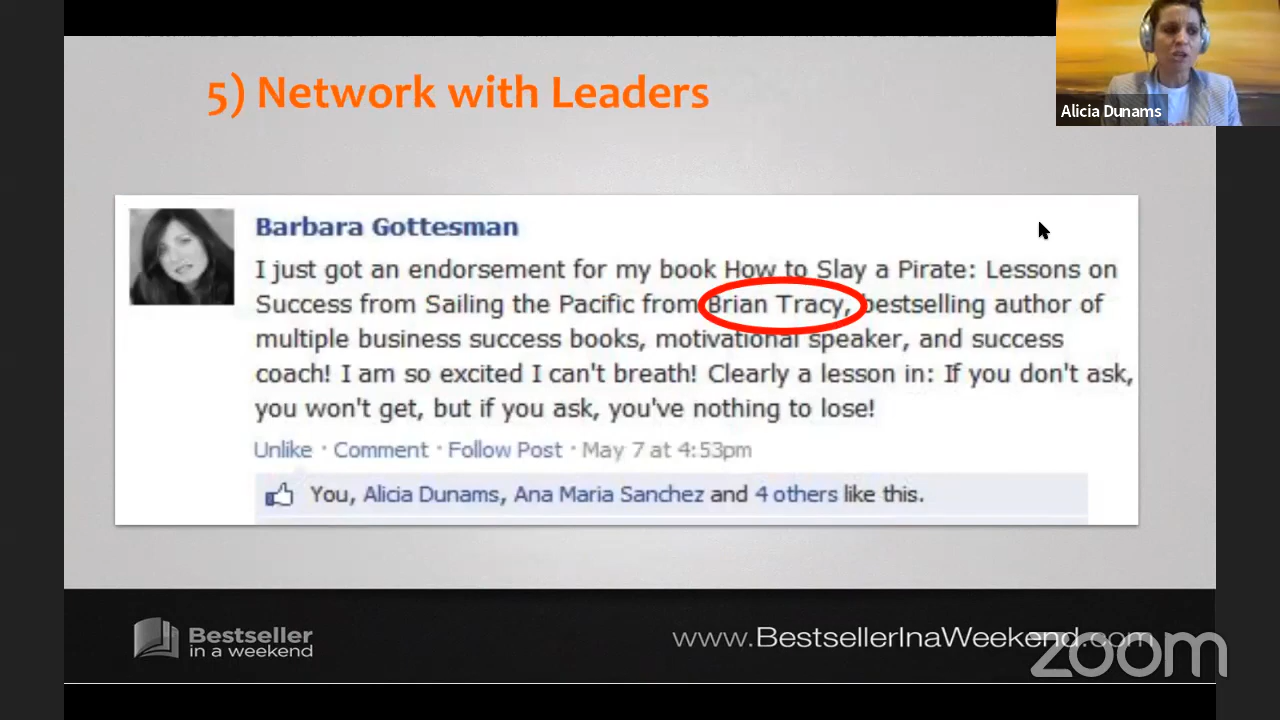 5) Network with Leaders
Alicia Dunams
Barbara Gottesman
I just got an endorsement for my book How to Slay a Pirate: Lessons on
Success from Sailing the Pacific from Brian Tracy, bestselling author of
multiple business success books, motivational speaker, and success
coach! I am so excited I can't breath! Clearly a lesson in: If you don't ask,
you won't get, but if you ask, you've nothing to lose!
Unlike · Comment · Follow Post · May 7 at 4:53pm
You, Alicia Dunams, Ana Maria Sanchez and 4 others like this.
Bestseller
in a weekend
www.BestsellerInaWeekend.com
zoom